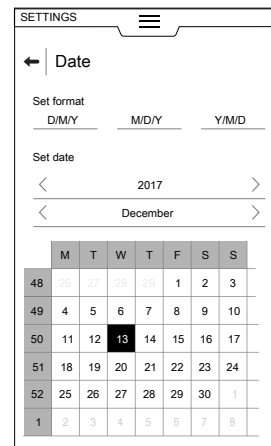 SETTINGS
Date
Set format
D/M/Y M/D/Y Y/M/D
Set date
2017
December
M T W T F S S
48 26 27 28 29 1 2 3
49 4 5 6 7 8 9 10
50 11 12 13 14 15 16 17
51 18 19 20 21 22 23 24
52 25 26 27 28 29 30 1
1 2 3 4 5 6 7 8